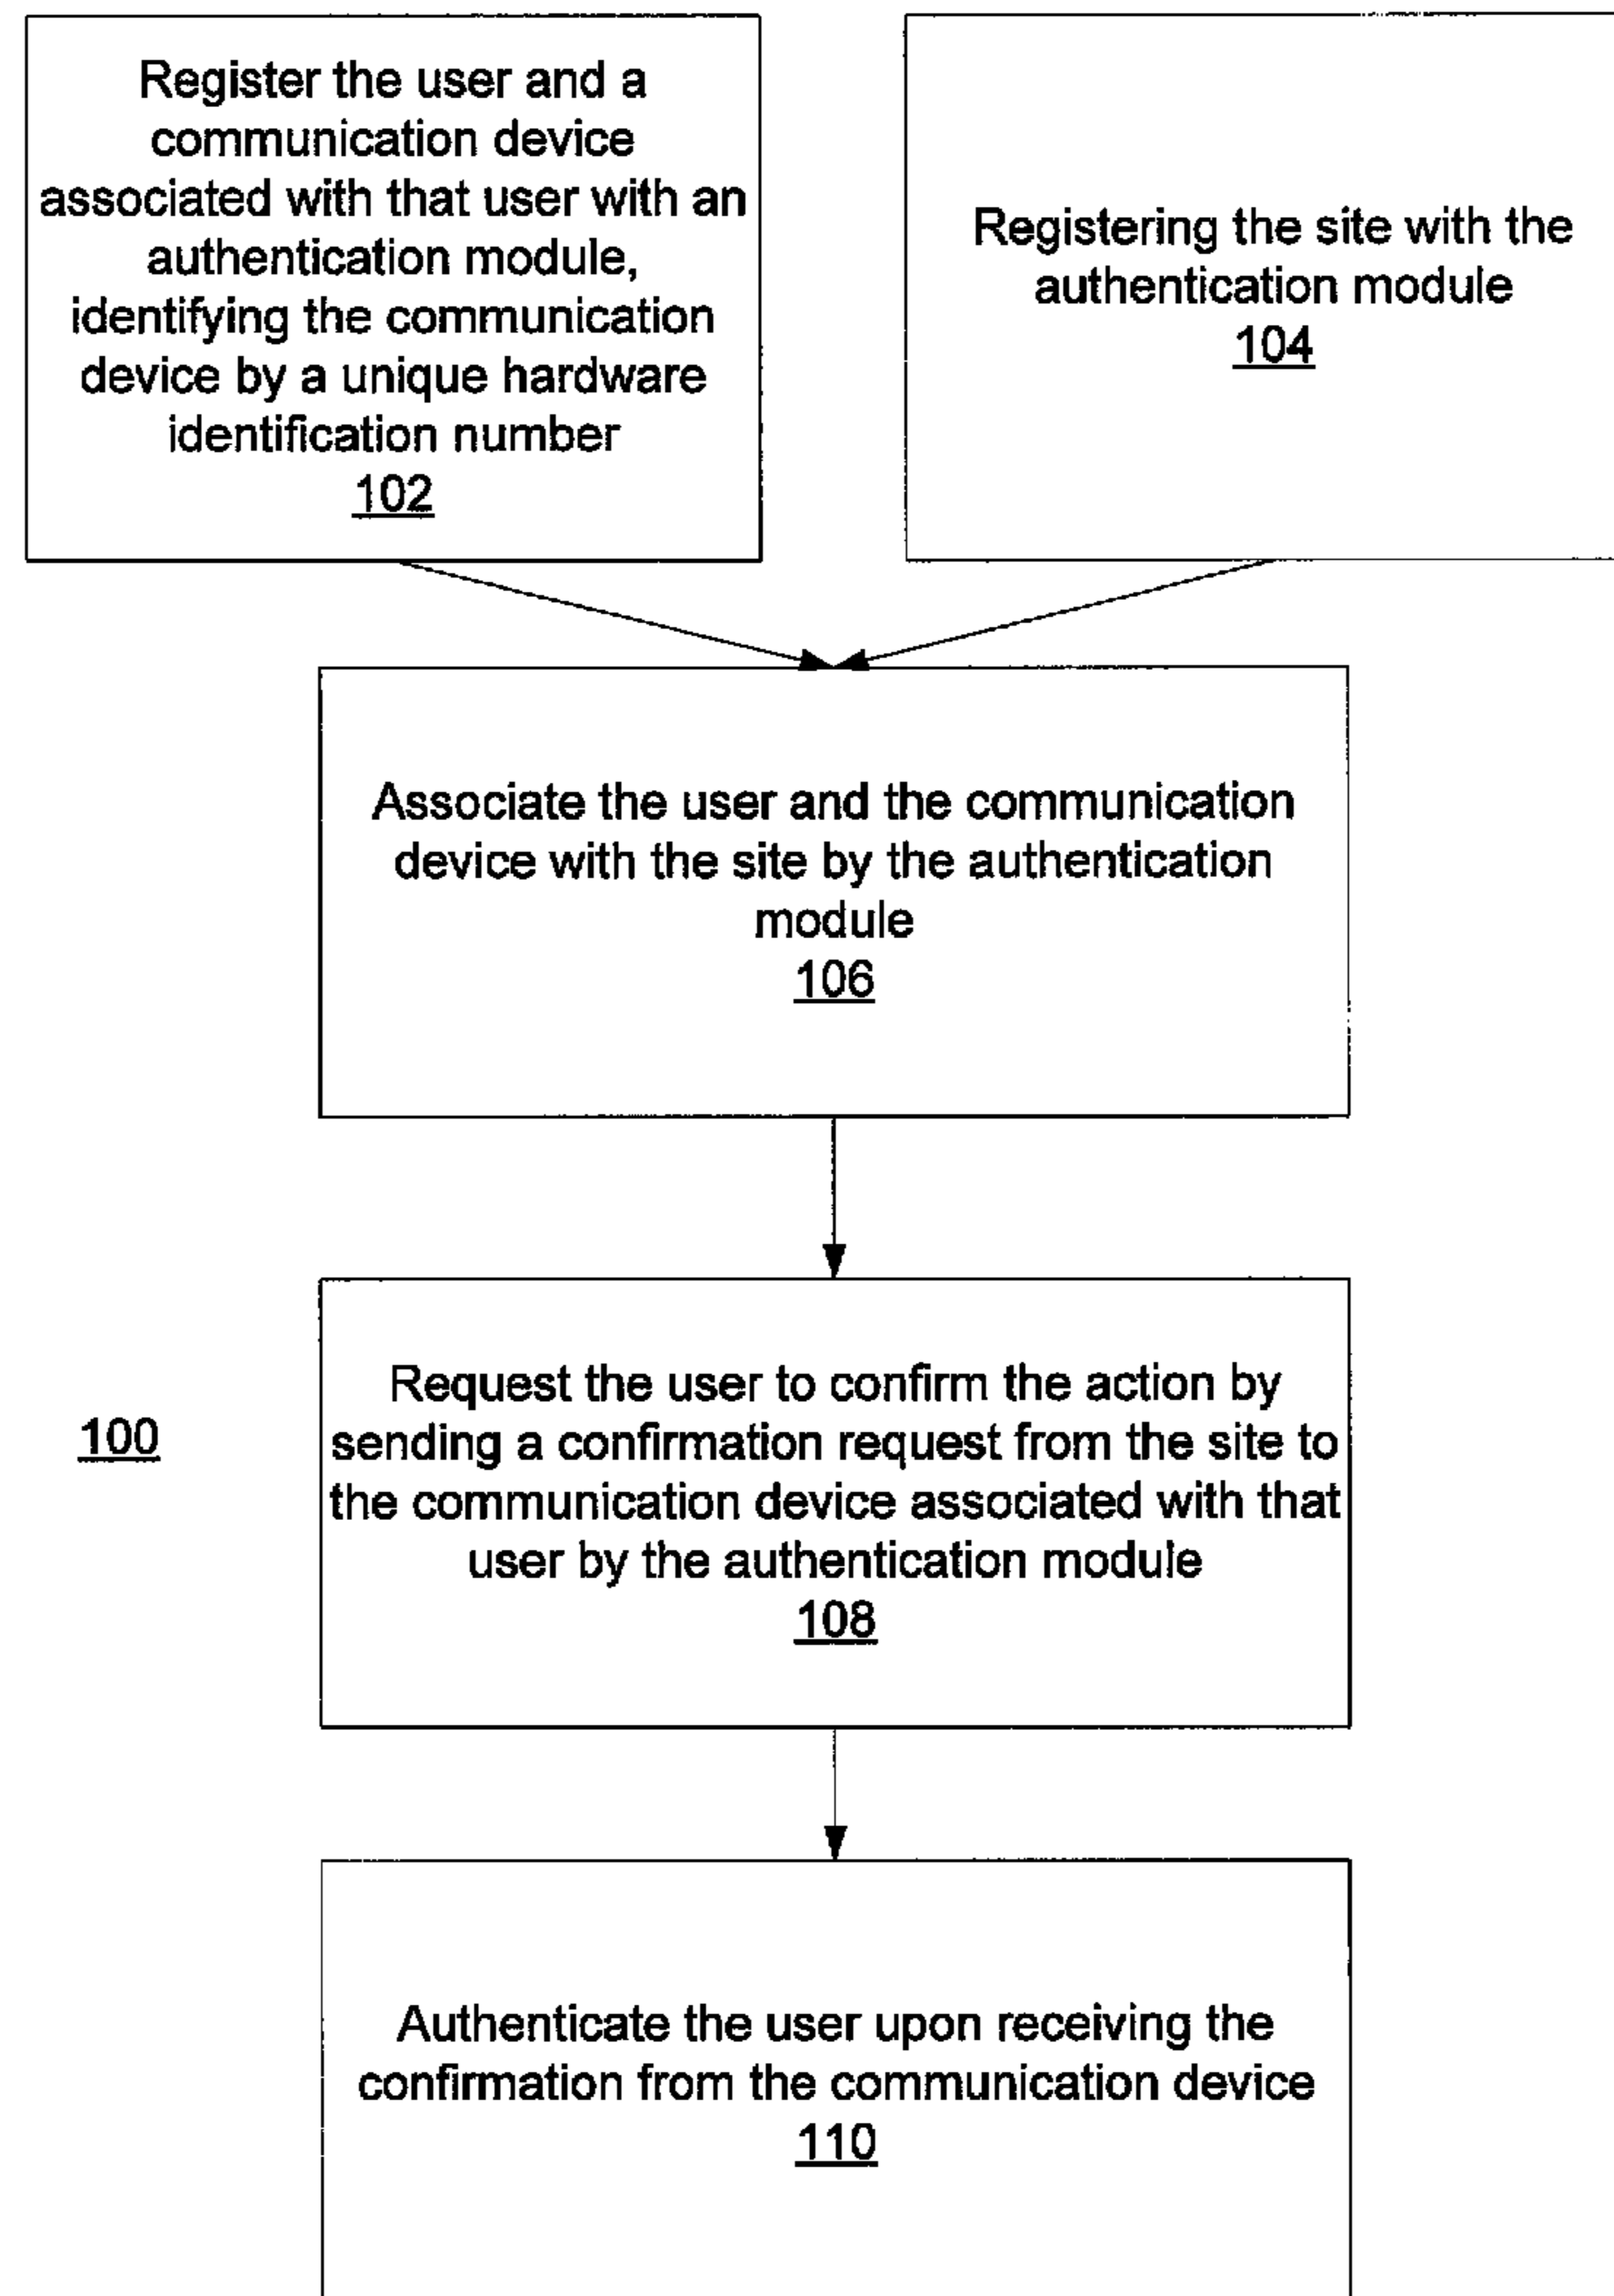 Register the user and a
communication device
associated with that user with an
authentication module,
identifying the communication
device by a unique hardware
identification number
102
Registering the site with the
authentication module
104
Associate the user and the communication
device with the site by the authentication
module
106
100
Request the user to confirm the action by
sending a confirmation request from the site to
the communication device associated with that
user by the authentication module
108
Authenticate the user upon receiving the
confirmation from the communication device
110